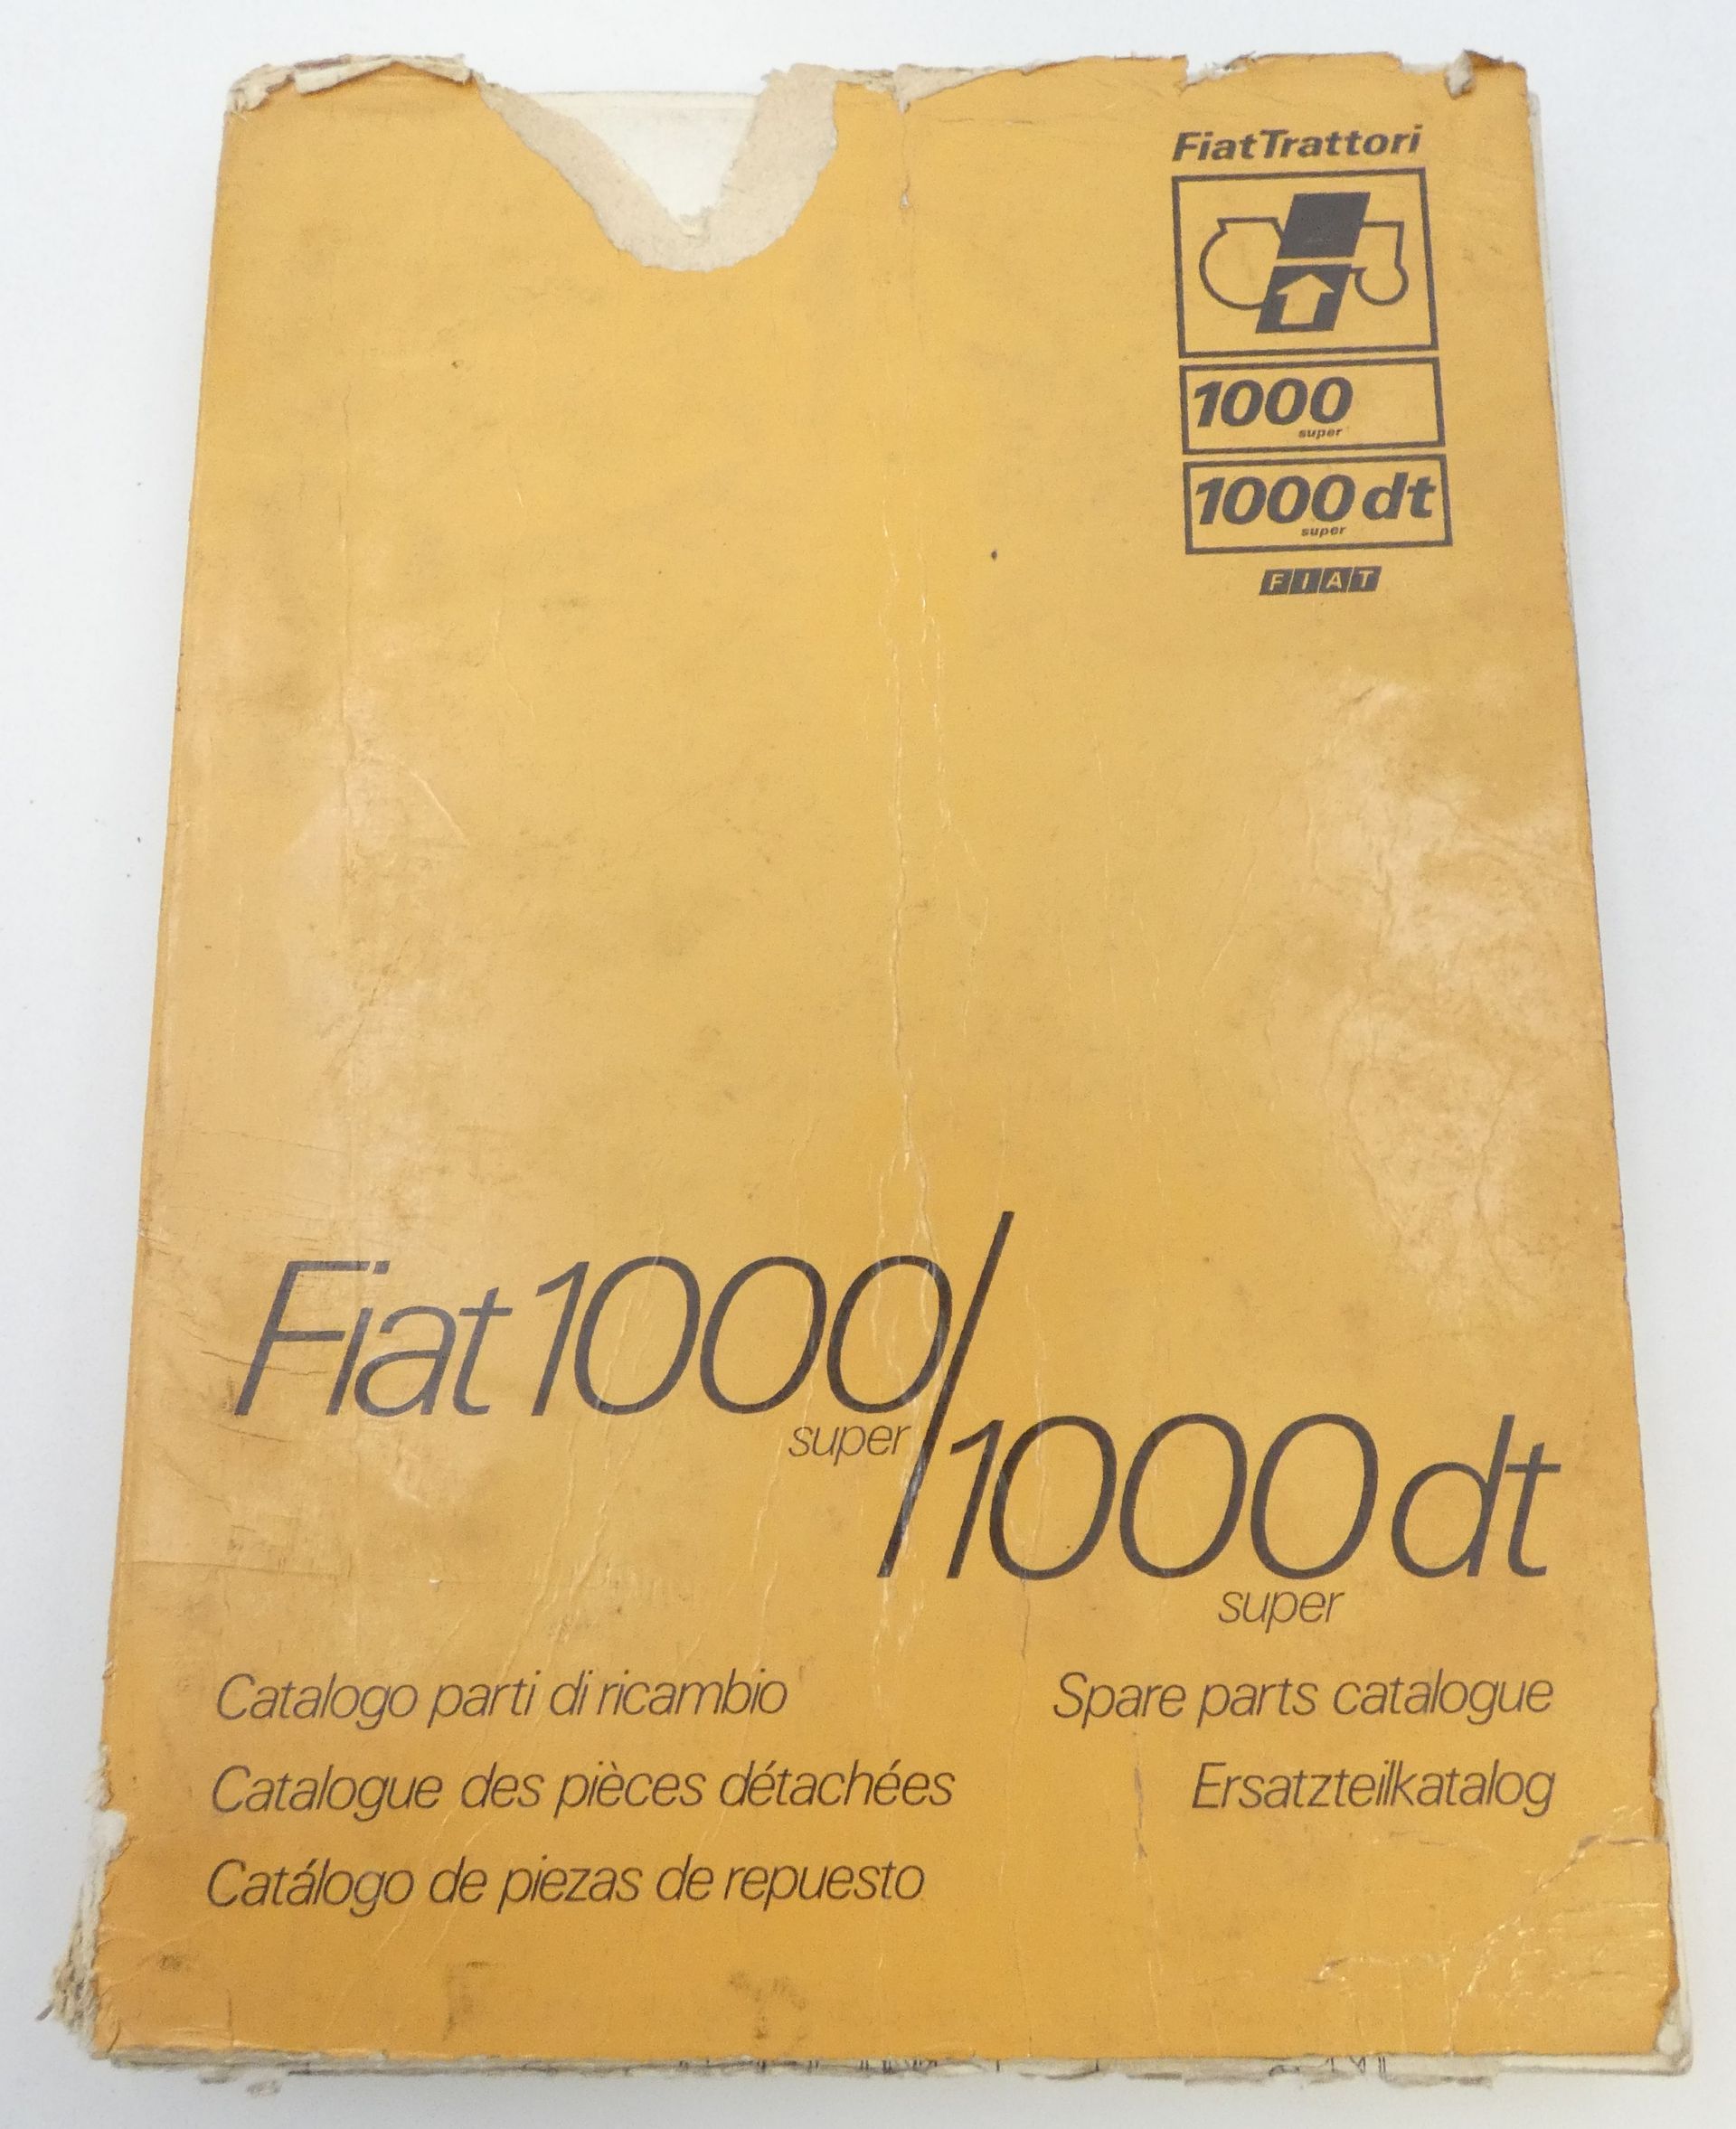 FiatTrattori
1000
super
1000 dt
super
FIAT
Fiat 1000/
super
1000 dt
super
Catalogo parti di ricambio
Spare parts catalogue
Catalogue des pièces détachées
Ersatzteilkatalog
Catálogo de piezas de repuesto